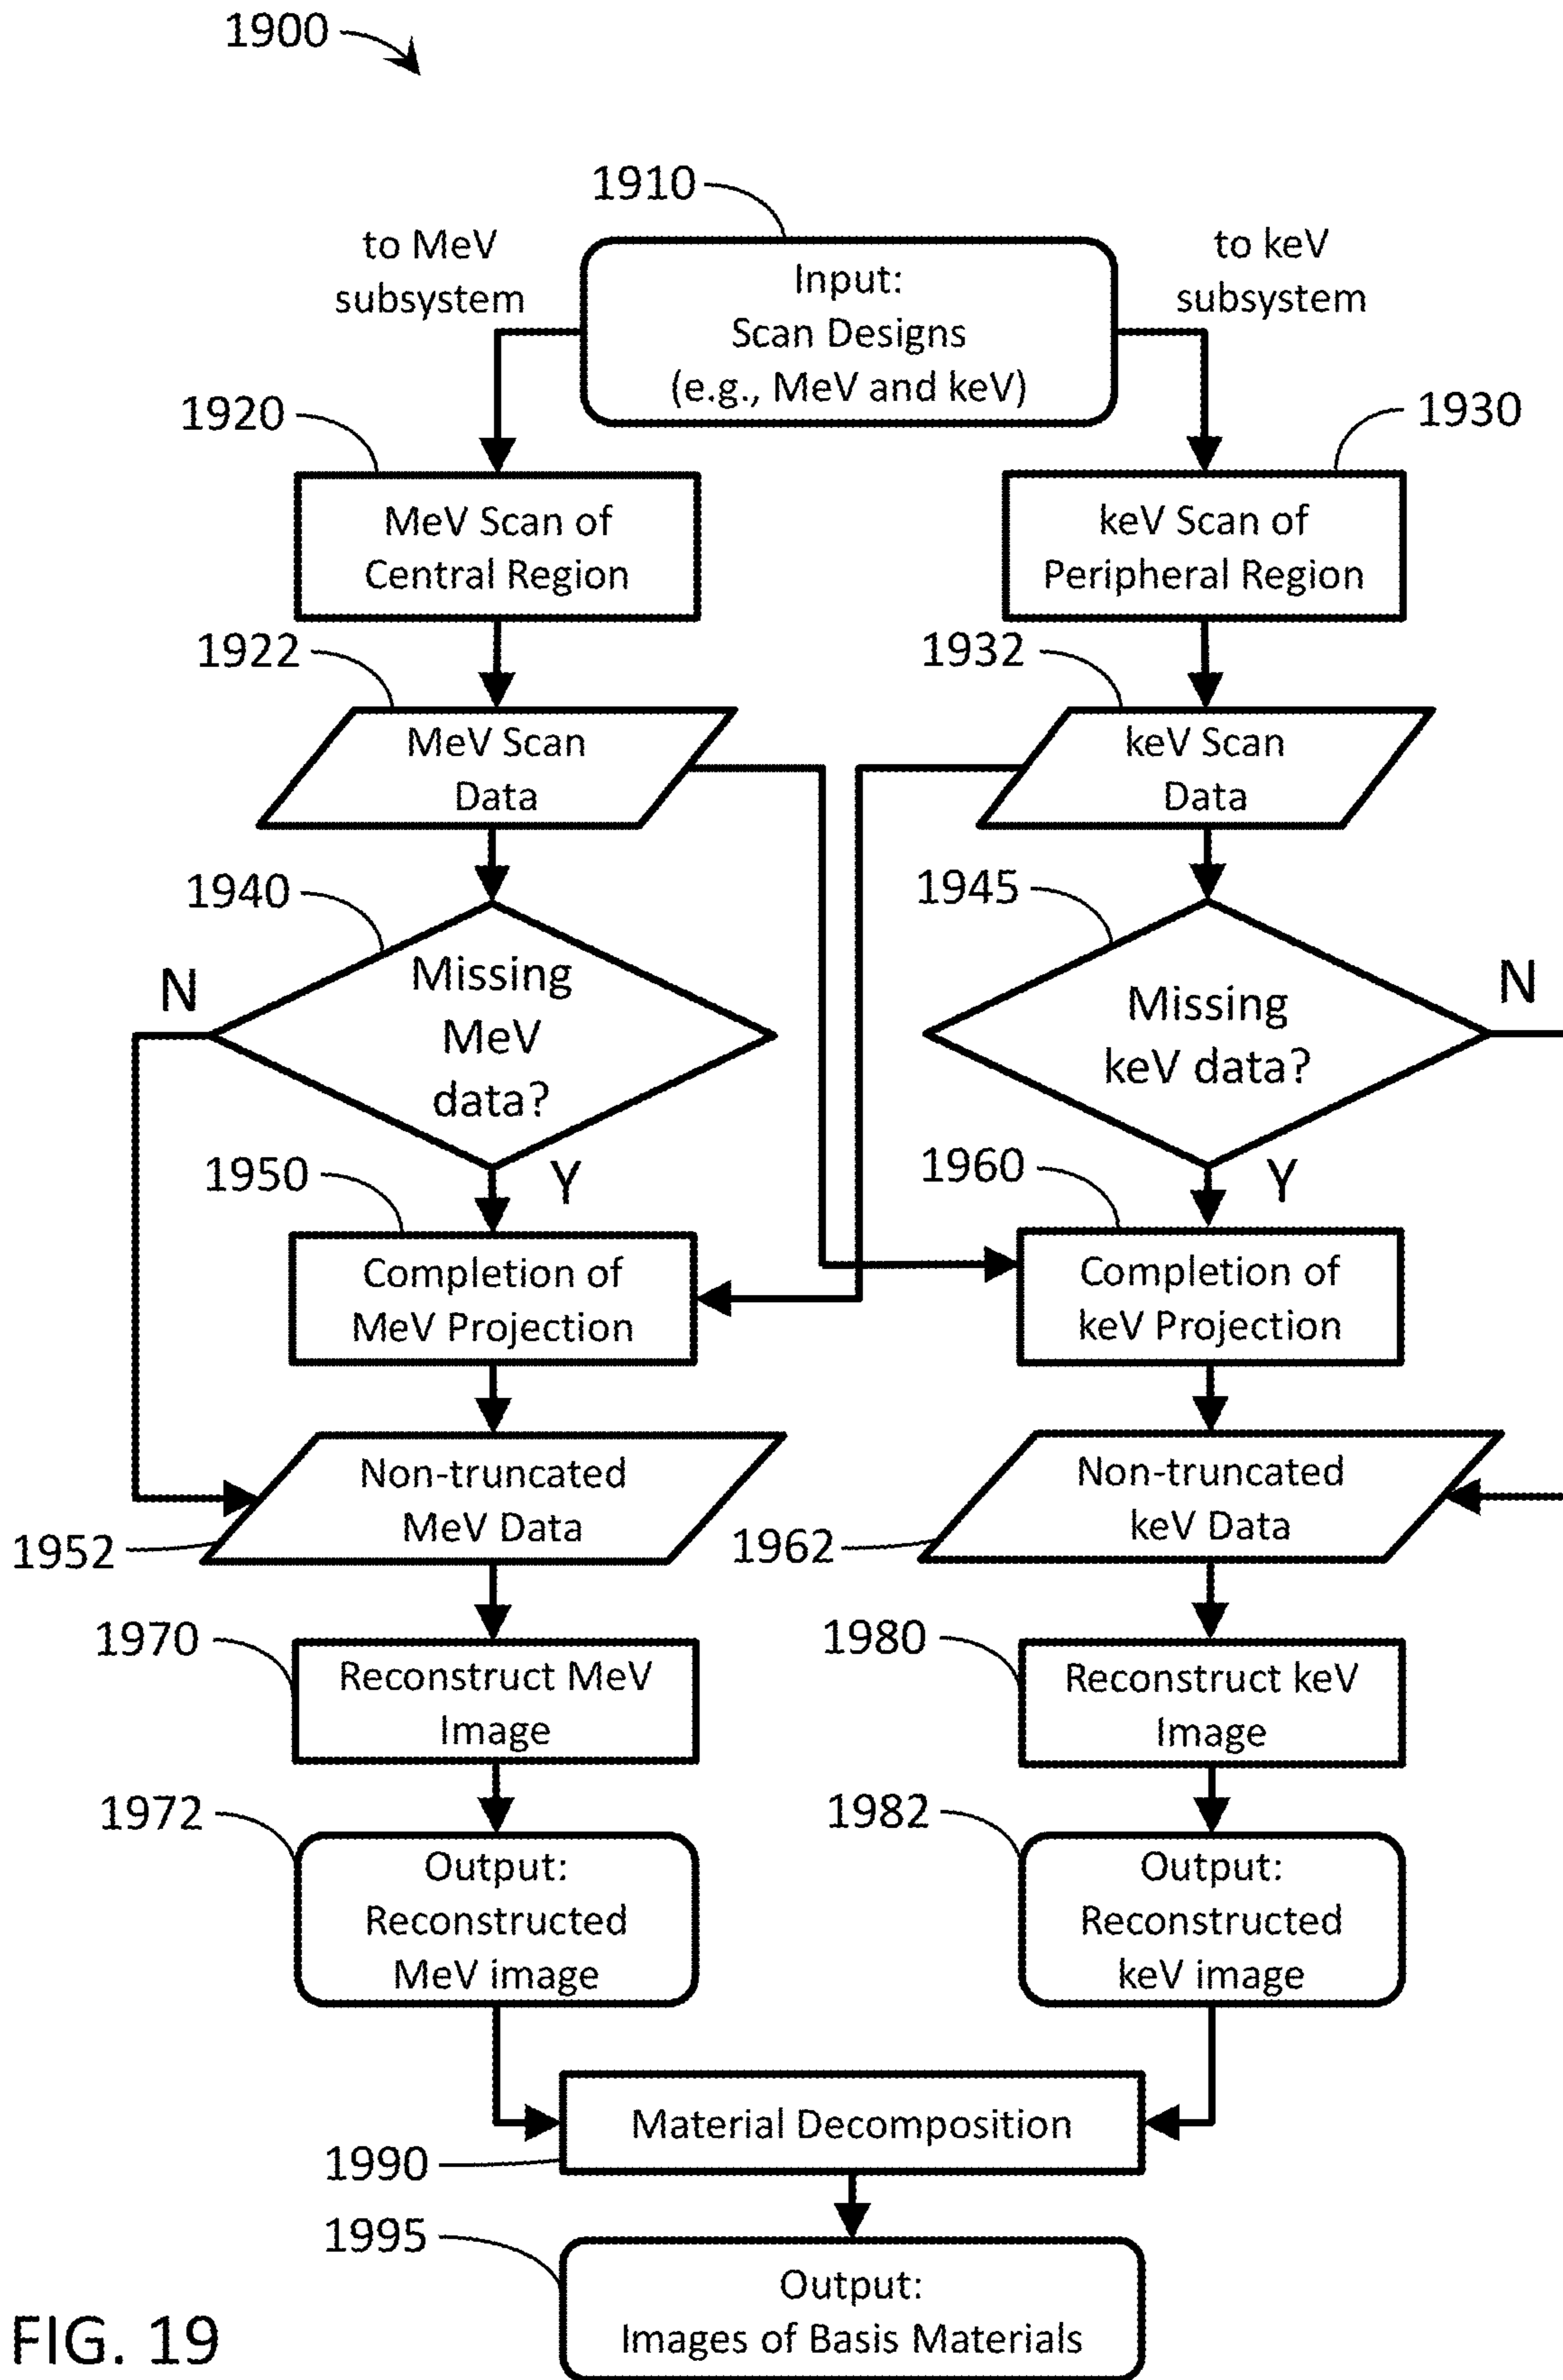 1900
1910
to MeV
subsystem
Input:
Scan Designs
(e.g., MeV and keV)
to keV
subsystem
1920
1930
MeV Scan of
Central Region
keV Scan of
Peripheral Region
1922
1932
MeV Scan
Data
keV Scan
Data
1940
1945
N
Missing
MeV
data?
Missing
keV data?
N
1950
Y
1960
Y
Completion of
MeV Projection
Completion of
keV Projection
Non-truncated
MeV Data
Non-truncated
keV Data
1952
1962
1970
1980
Reconstruct MeV
Image
Reconstruct keV
Image
1972
1982
Output:
Reconstructed
MeV image
Output:
Reconstructed
keV image
Material Decomposition
1990
1995
Output:
Images of Basis Materials
FIG. 19